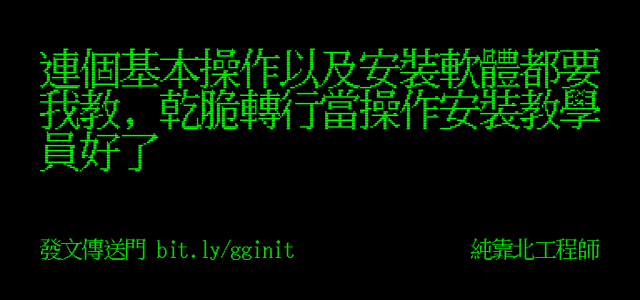 連個基本操作以及安裝軟體都要
我教，乾脆轉行當操作安裝教學
員好了
發文傳送門 bit.ly/gginit
純靠北工程師